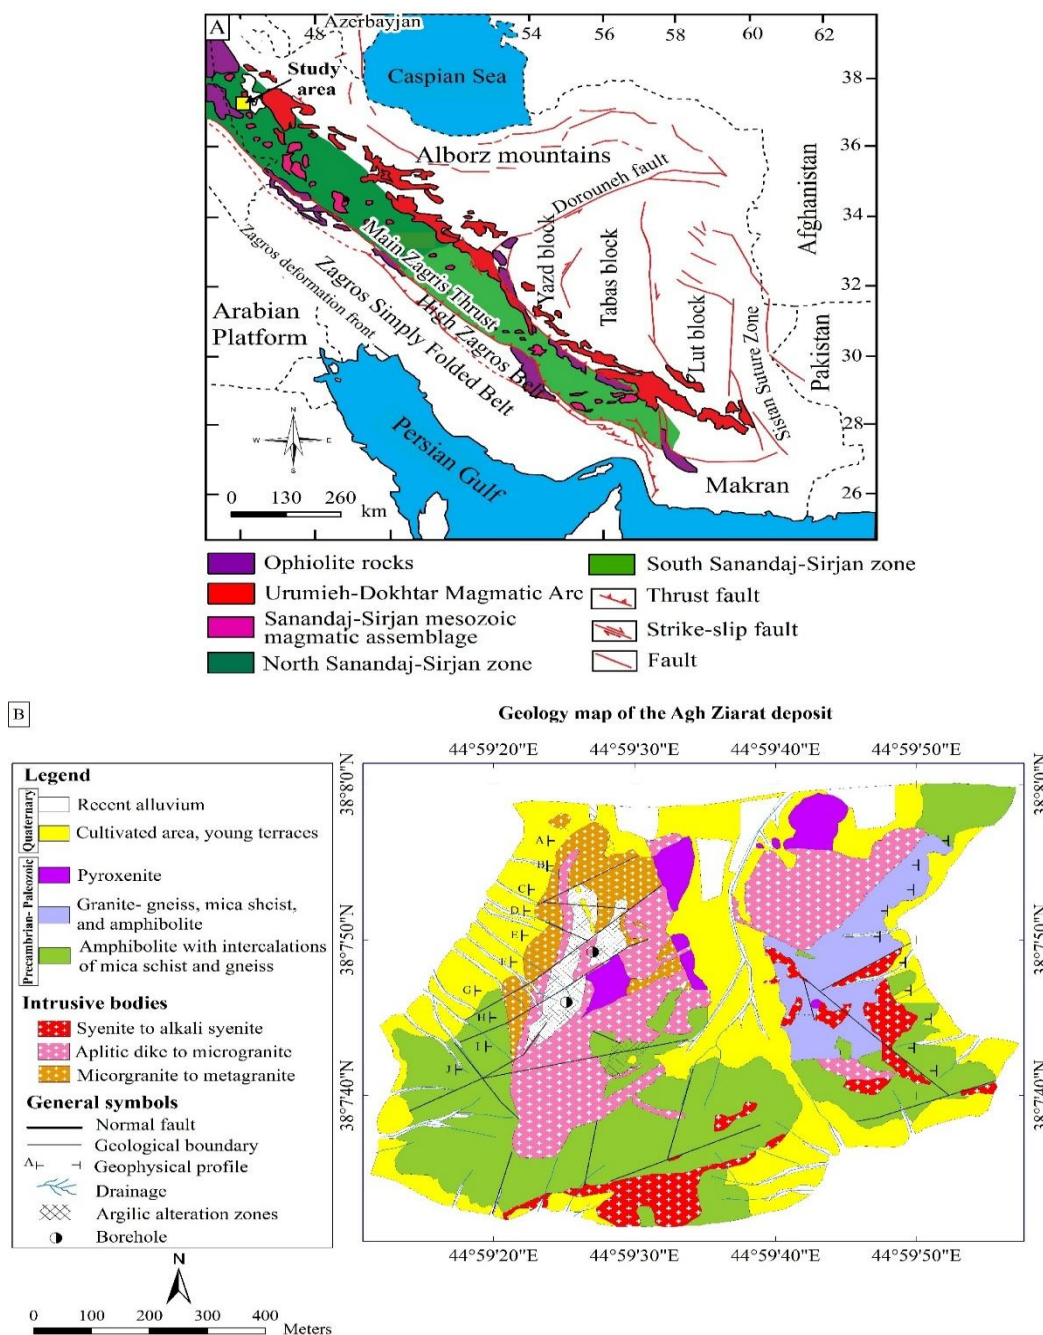 A
Azerbayjan
48
54
56
58
60
62
Caspian Sea
Study
area
38
36
34
32
30
28
26
Alborz mountains
Dorouneh fault
Afghanistan
Yazd block
Tabas block
Lut block
Sistan Suture Zone
Pakistan
Main Zagris Thrust
High Zagros Belt
Zagros Simply Folded Belt
Zagros deformation front
Arabian
Platform
Persian Gulf
Makran
N
W E
S
0 130 260
km
Ophiolite rocks
Urumieh-Dokhtar Magmatic Arc
Sanandaj-Sirjan mesozoic
magmatic assemblage
North Sanandaj-Sirjan zone
South Sanandaj-Sirjan zone
Thrust fault
Strike-slip fault
Fault
B
Geology map of the Agh Ziarat deposit
44°59'20"E 44°59'30"E 44°59'40"E 44°59'50"E
38°8'0"N
38°7'50"N
38°7'40"N
38°8'0"N
38°7'50"N
38°7'40"N
A
B
C
D
E
F
G
H
I
J
44°59'20"E 44°59'30"E 44°59'40"E 44°59'50"E
Legend
Quaternary
Recent alluvium
Cultivated area, young terraces
Precambrian- Paleozoic
Pyroxenite
Granite- gneiss, mica shcist,
and amphibolite
Amphibolite with intercalations
of mica schist and gneiss
Intrusive bodies
Syenite to alkali syenite
Aplitic dike to microgranite
Micorgranite to metagranite
General symbols
Normal fault
Geological boundary
A
Geophysical profile
Drainage
Argilic alteration zones
Borehole
N
0 100 200 300 400
Meters